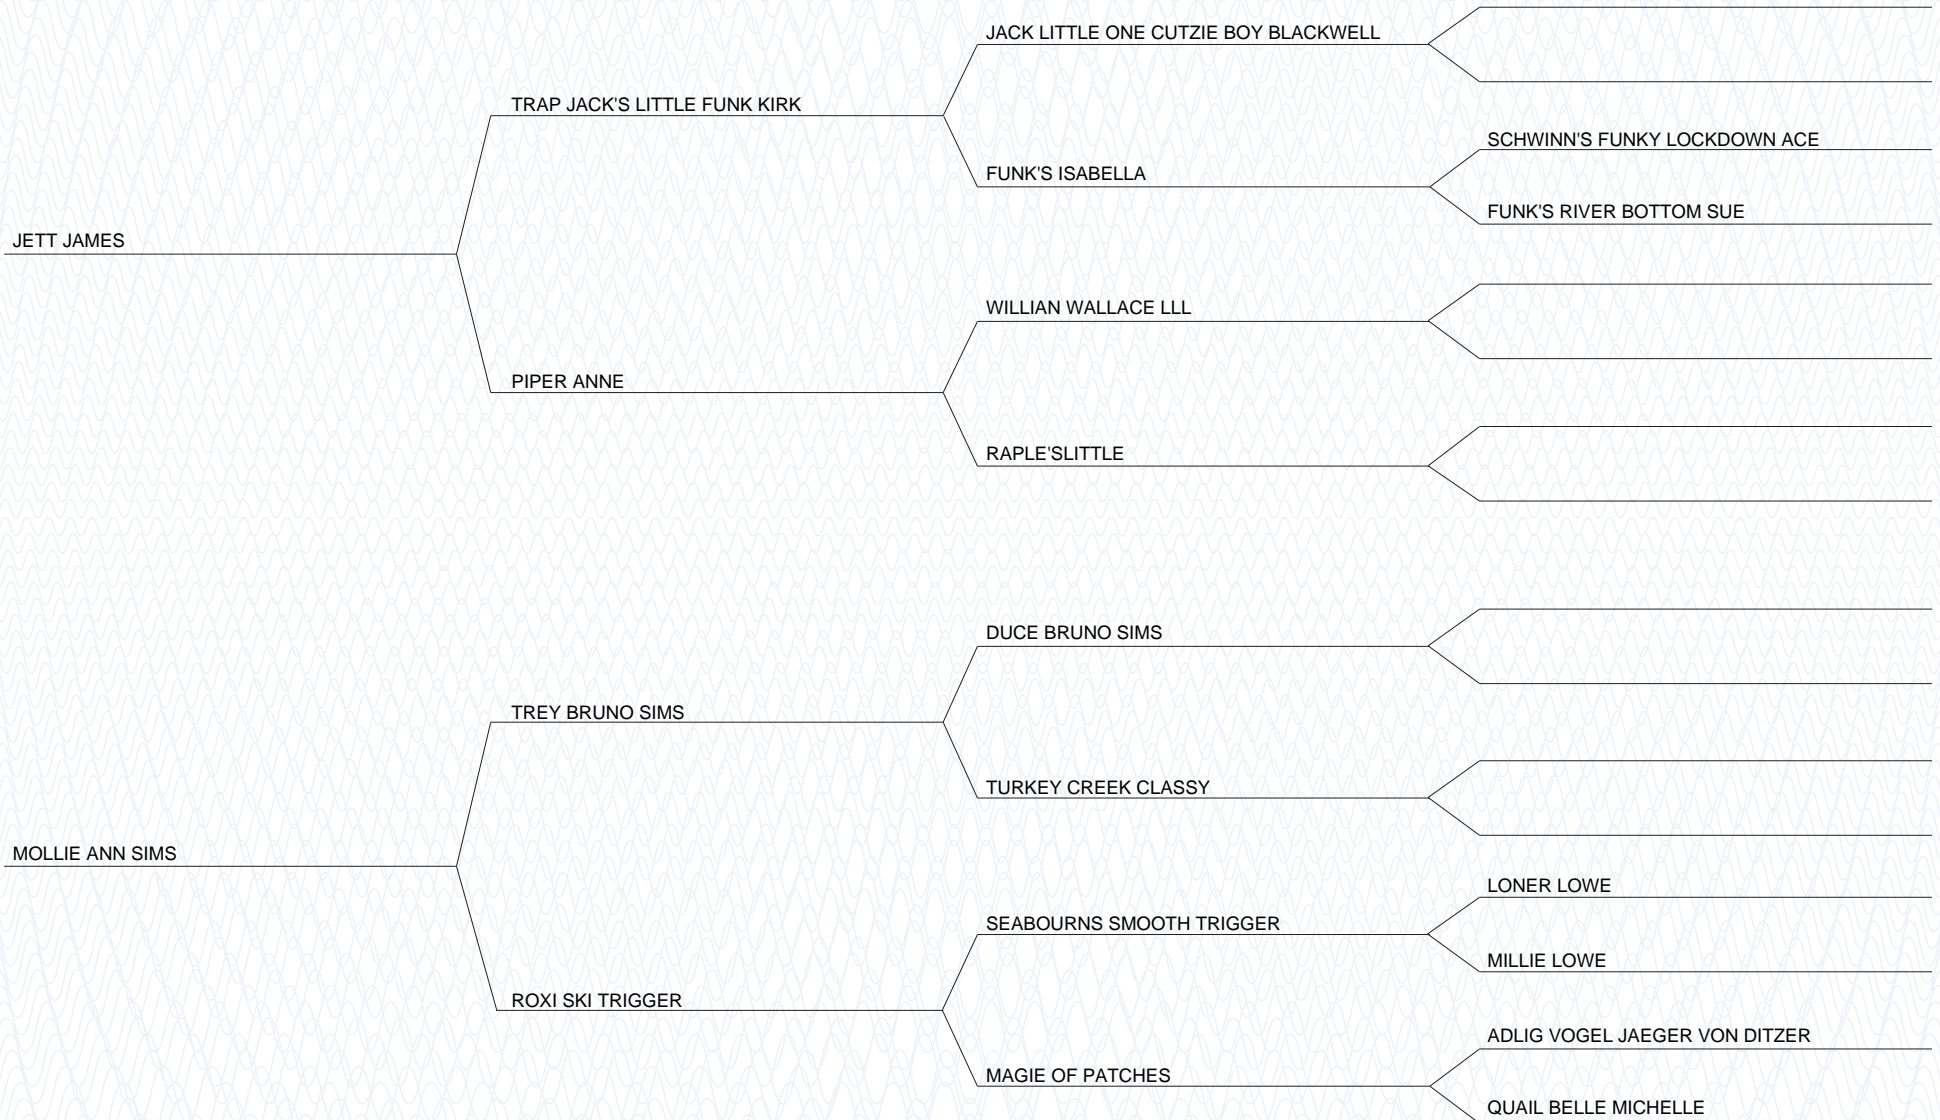 JACK LITTLE ONE CUTZIE BOY BLACKWELL
TRAP JACK'S LITTLE FUNK KIRK
SCHWINN'S FUNKY LOCKDOWN ACE
FUNK'S ISABELLA
FUNK'S RIVER BOTTOM SUE
JETT JAMES
WILLIAN WALLACE LLL
PIPER ANNE
RAPLE'SLITTLE
DUCE BRUNO SIMS
TREY BRUNO SIMS
TURKEY CREEK CLASSY
MOLLIE ANN SIMS
LONER LOWE
SEABOURNS SMOOTH TRIGGER
MILLIE LOWE
ROXI SKI TRIGGER
ADLIG VOGEL JAEGER VON DITZER
MAGIE OF PATCHES
QUAIL BELLE MICHELLE